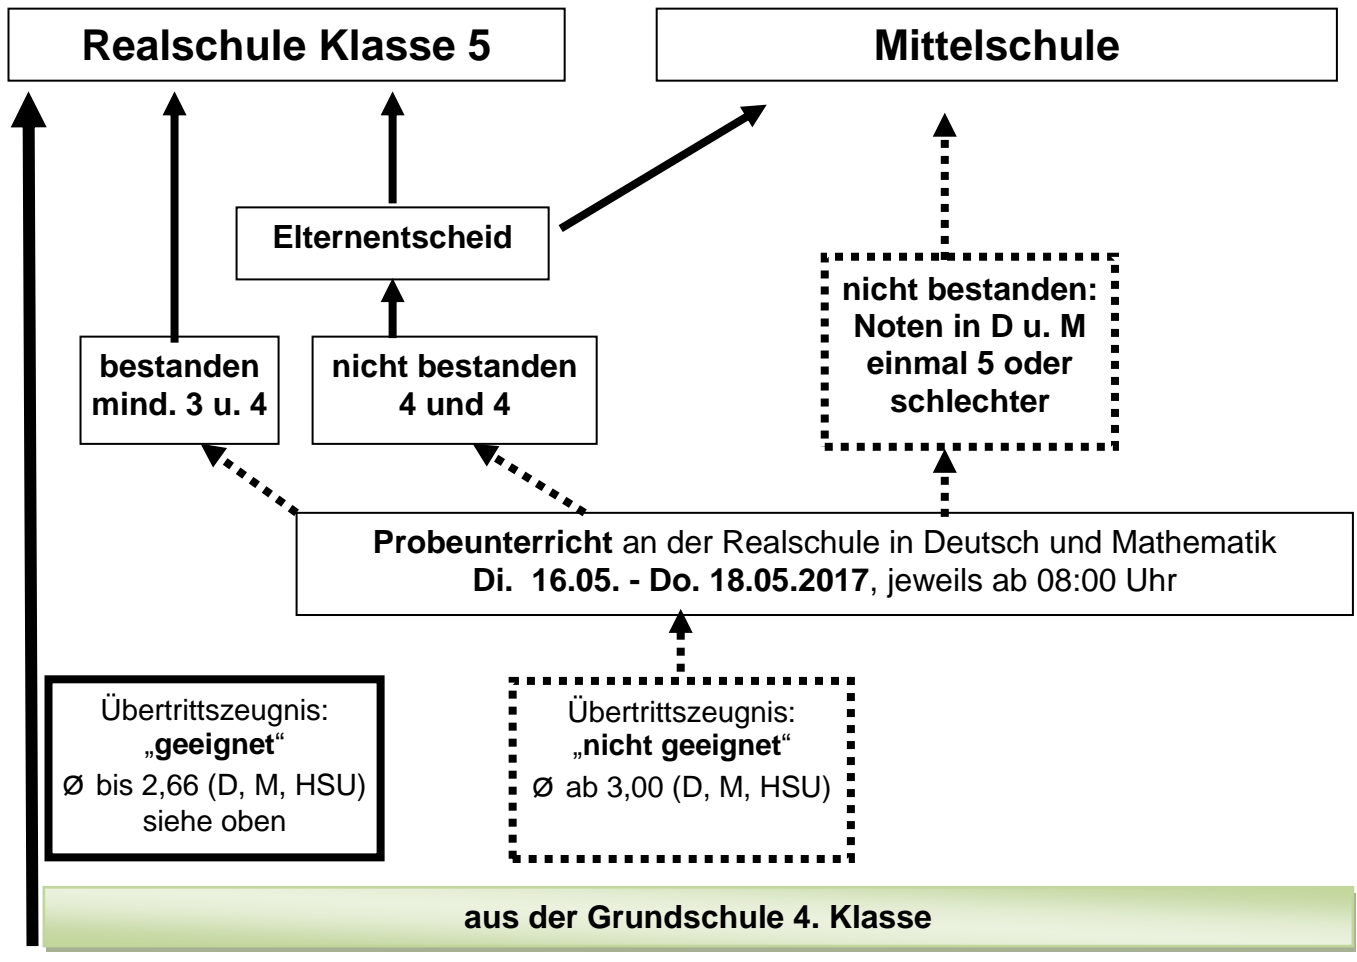 Realschule Klasse 5
Mittelschule
Elternentscheid
nicht bestanden:
Noten in D u. M
einmal 5 oder
schlechter
bestanden
mind. 3 u. 4
nicht bestanden
4 und 4
Probeunterricht an der Realschule in Deutsch und Mathematik
Di.  16.05. - Do. 18.05.2017, jeweils ab 08:00 Uhr
Übertrittszeugnis:
„geeignet“
Ø bis 2,66 (D, M, HSU)
siehe oben
Übertrittszeugnis:
„nicht geeignet“
Ø ab 3,00 (D, M, HSU)
aus der Grundschule 4. Klasse